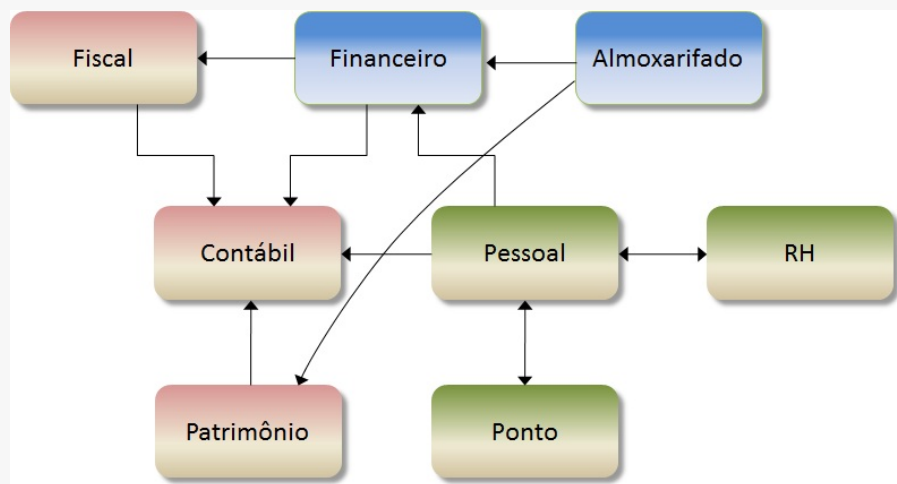 Fiscal
Financeiro
Almoxarifado
Contábil
Pessoal
RH
Patrimônio
Ponto